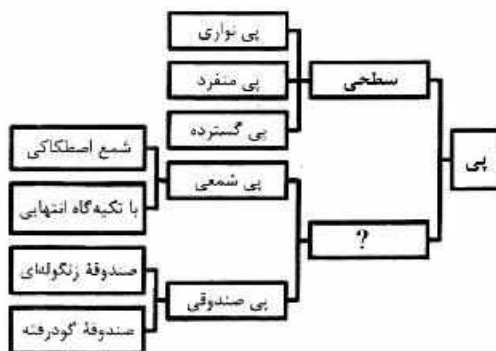 پی
سطحی
پی نواری
پی منفرد
پی گسترده
?
پی شمعی
شمع اصطکاکی
با تکیه‌گاه انتهایی
پی صندوقی
صندوقهٔ زنگوله‌ای
صندوقهٔ گودرفته